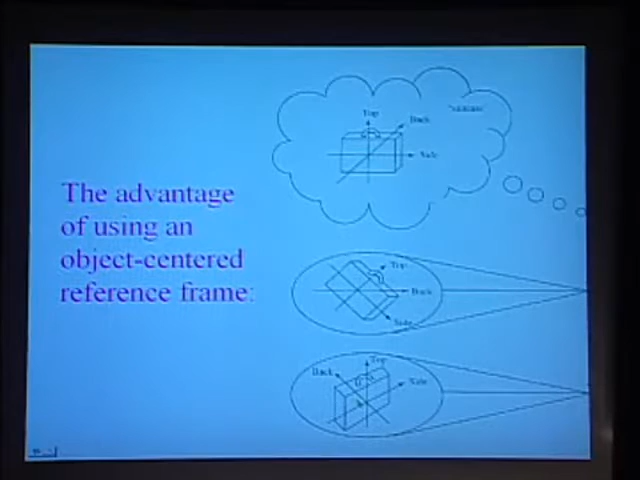 The advantage
of using an
object-centered
reference frame:
Top
Back
Side
Top
Back
Side
Top
Back
Side